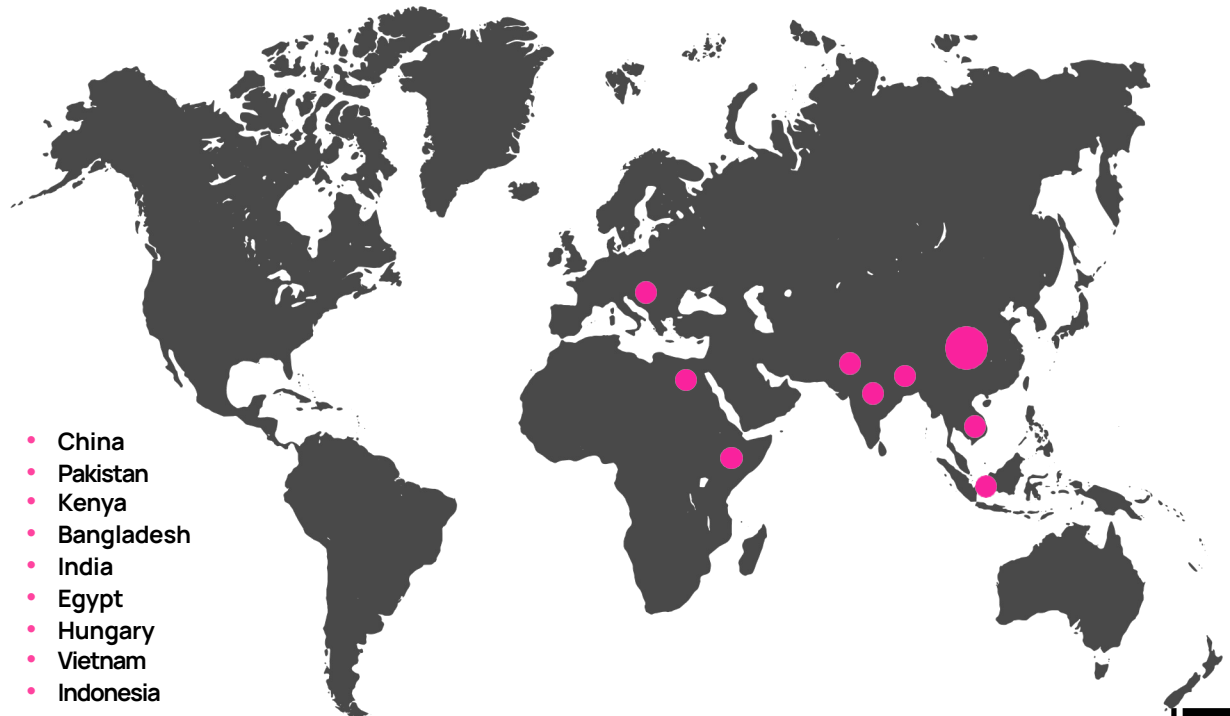 China
Pakistan
Kenya
Bangladesh
India
Egypt
Hungary
Vietnam
Indonesia